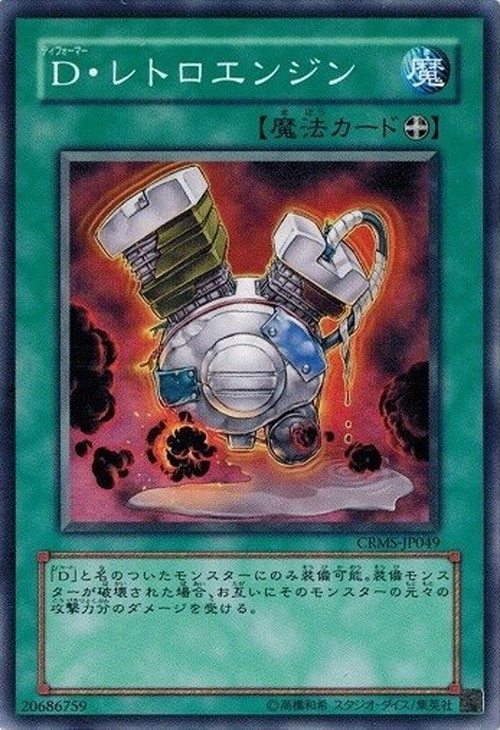 ディフォーマー
D・レトロエンジン
魔
まほう
【魔法カード】
CRMS-JP049
「D」と名のついたモンスターにのみ装備可能。装備モンス
ターが破壊された場合、お互いにそのモンスターの元々の
攻撃力分のダメージを受ける。
20686759
©高橋和希 スタジオ・ダイス/集英社